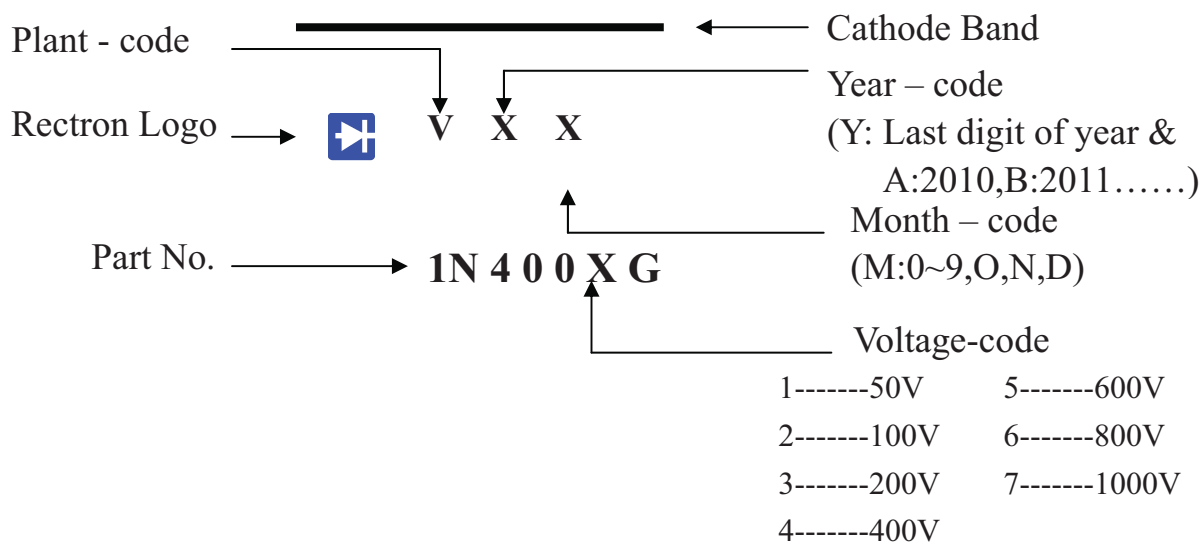 Plant - code
Cathode Band
Year – code
Rectron Logo
V X X
(Y: Last digit of year &
A:2010,B:2011……)
Month – code
Part No.
1N 4 0 0 X G
(M:0~9,O,N,D)
Voltage-code
1-------50V 5-------600V
2-------100V 6-------800V
3-------200V 7-------1000V
4-------400V